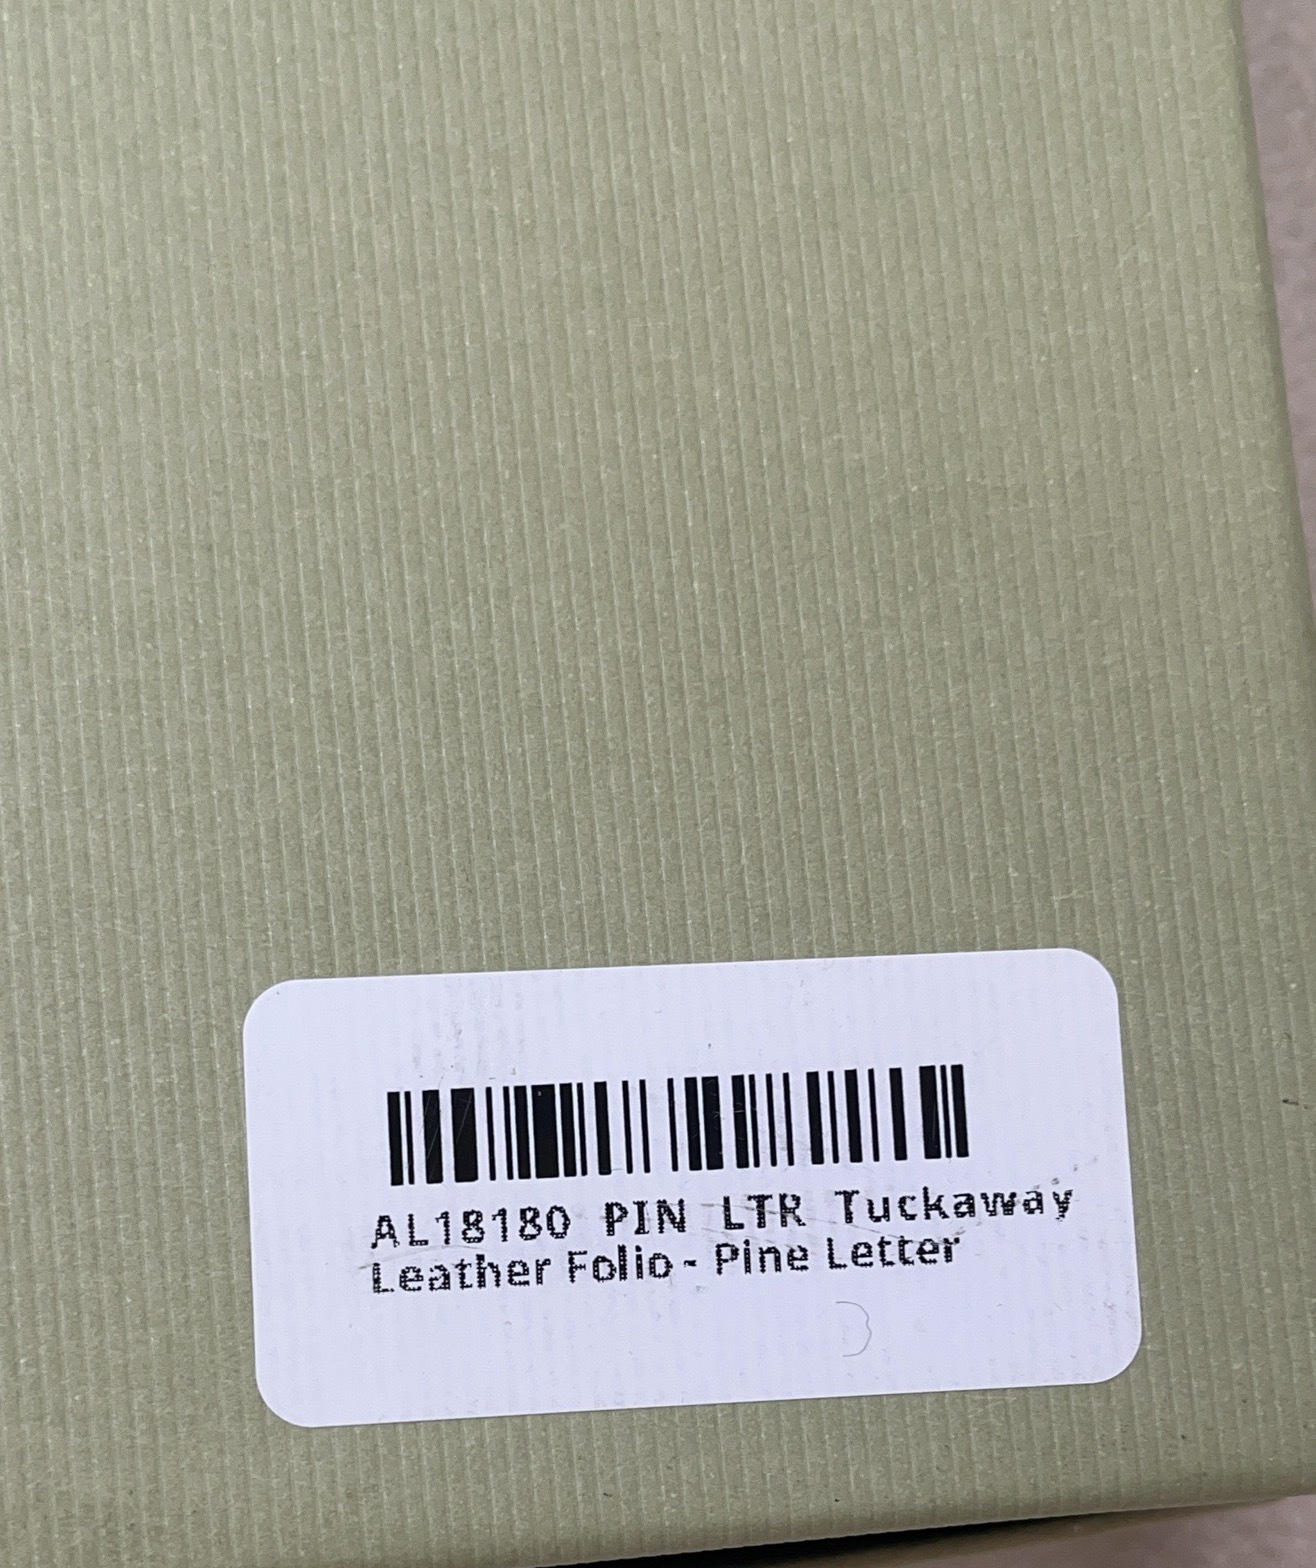 AL18180 PIN LTR Tuckaway
Leather Folio - Pine Letter